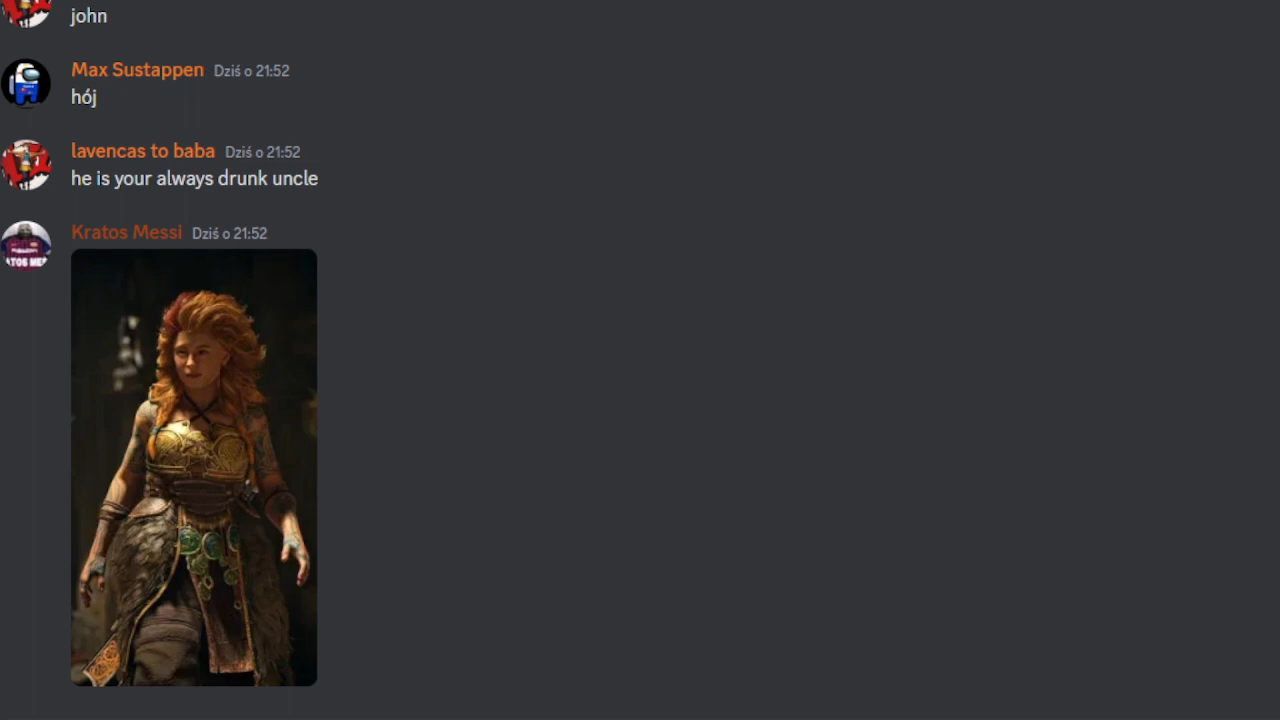 john
Max Sustappen Dziś o 21:52
hój
lavencas to baba Dziś o 21:52
he is your always drunk uncle
Kratos Messi Dziś o 21:52